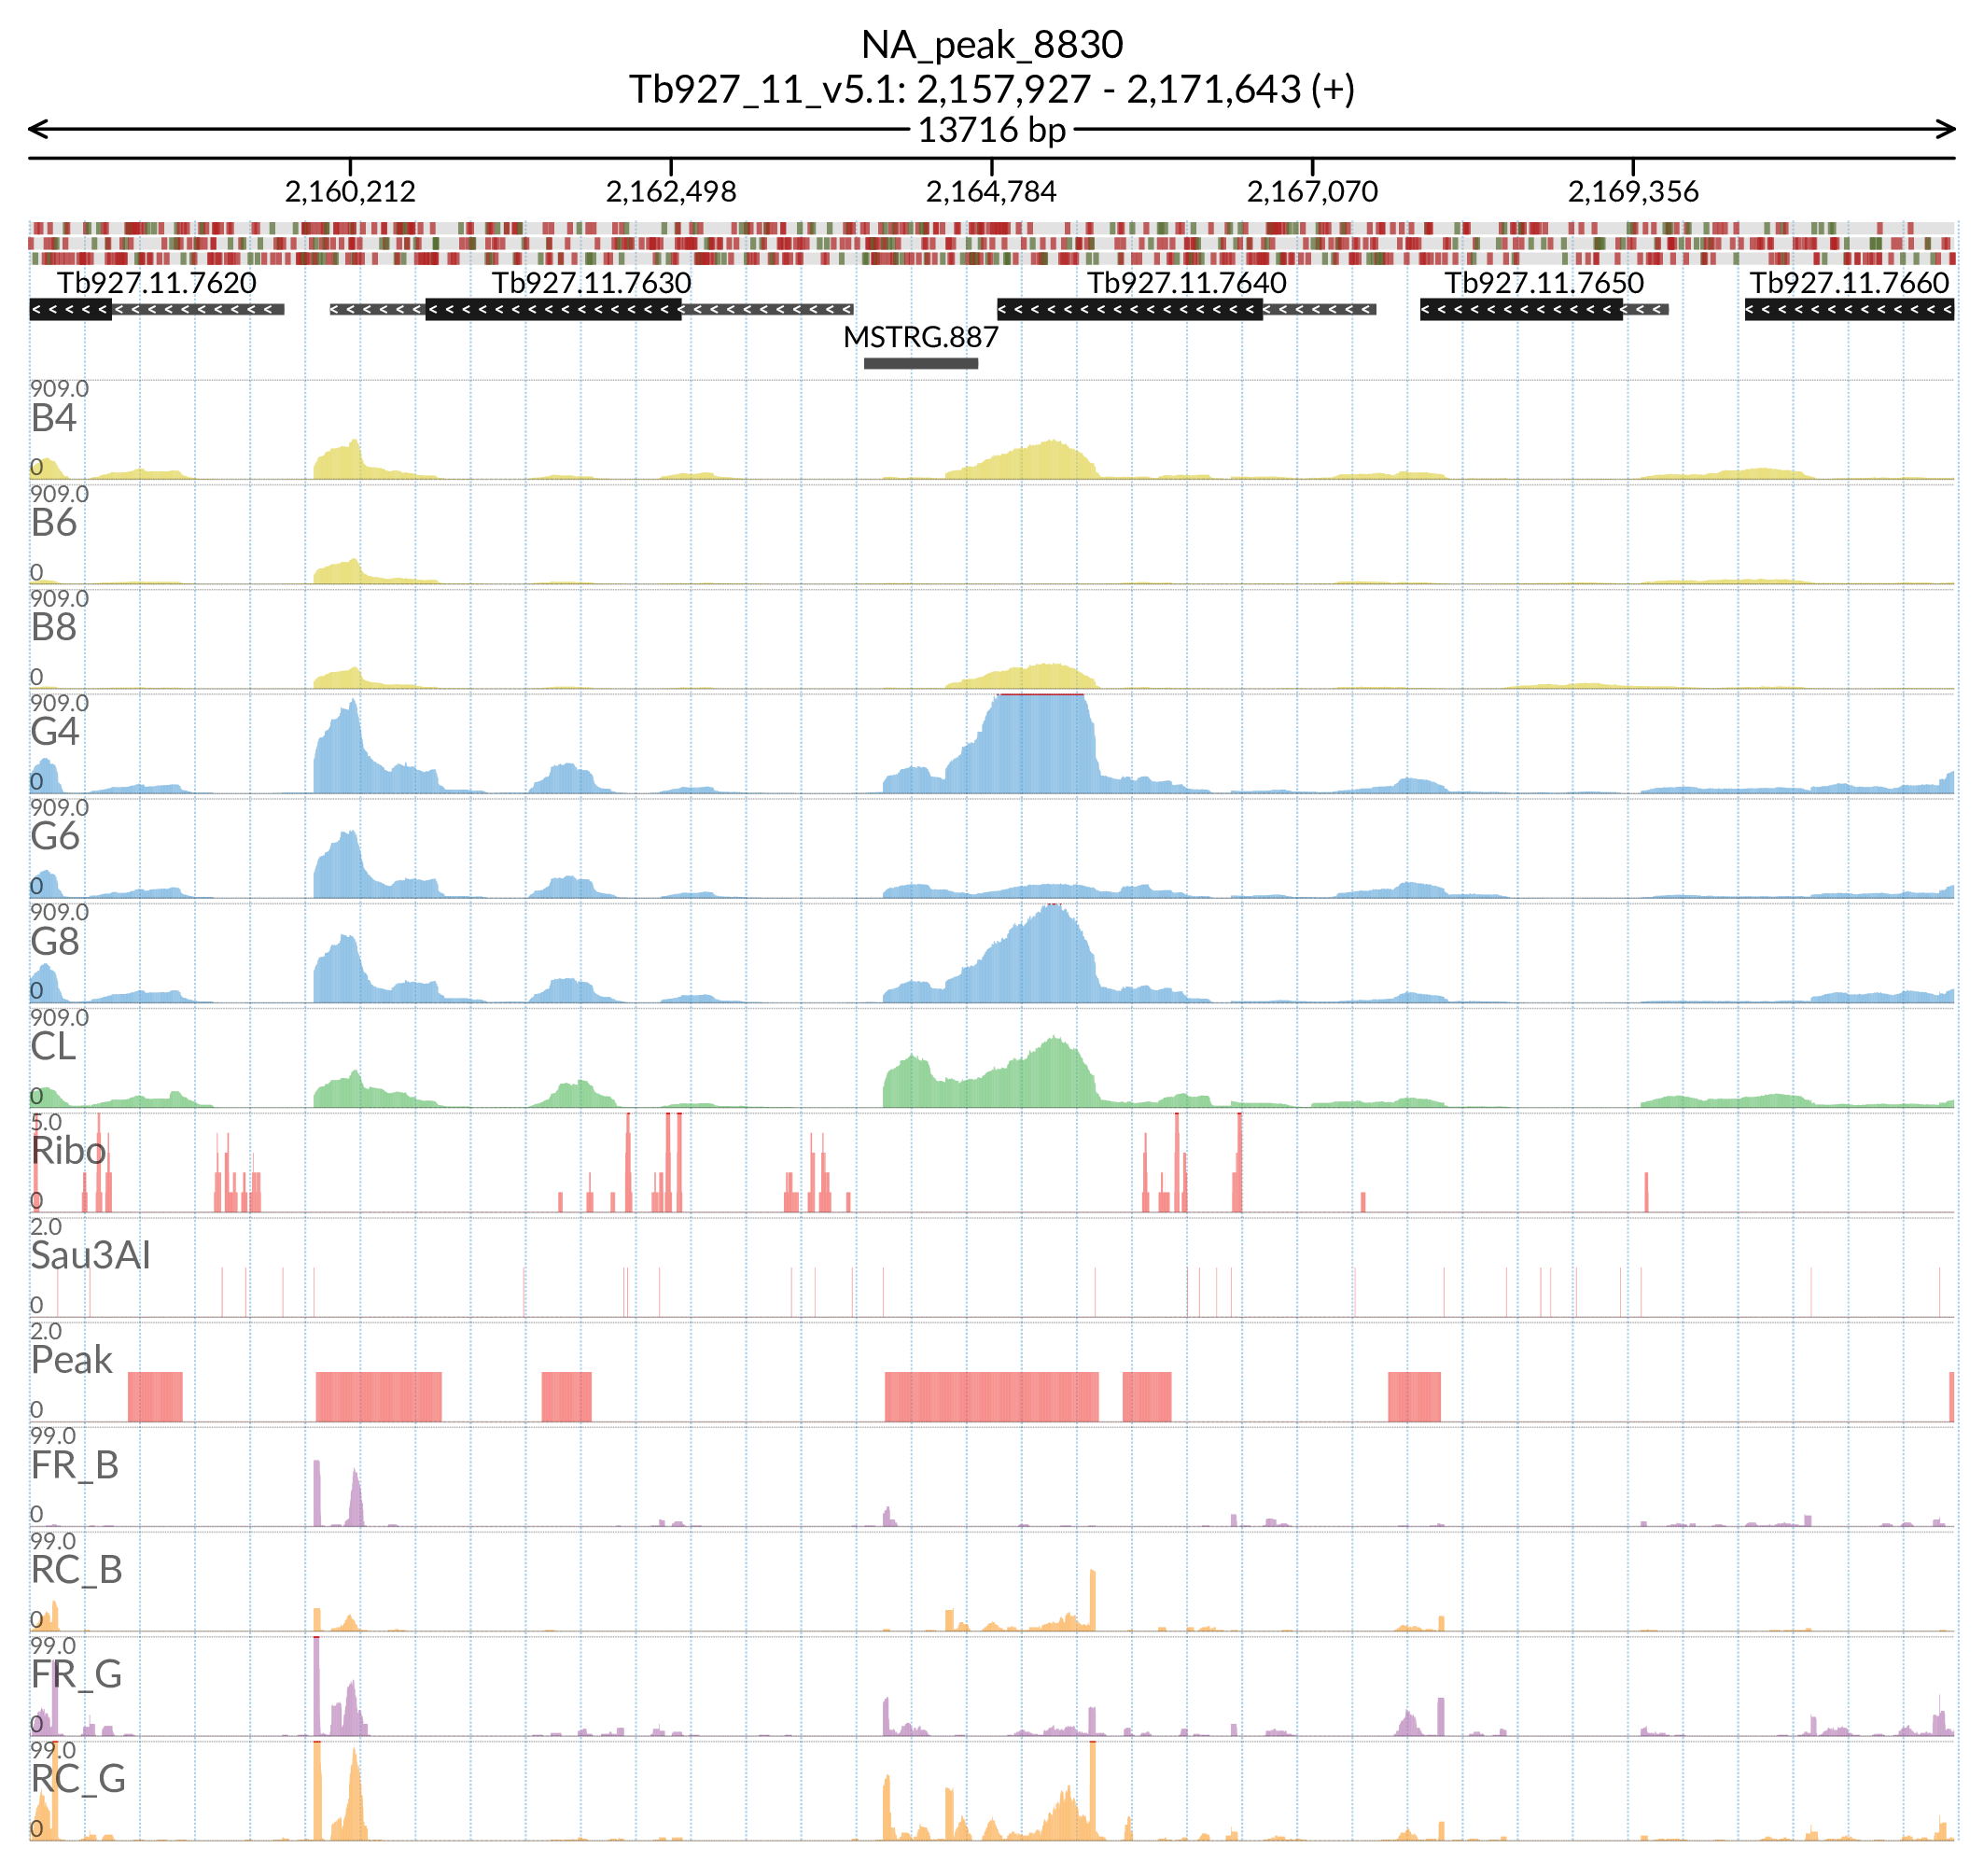 NA_peak_8830
Tb927_11_v5.1: 2,157,927 - 2,171,643 (+)
13716 bp
2,160,212 2,162,498 2,164,784 2,167,070 2,169,356
Tb927.11.7620 Tb927.11.7630 Tb927.11.7640 Tb927.11.7650 Tb927.11.7660
MSTRG.887
909.0
B4
0
909.0
B6
0
909.0
B8
0
909.0
G4
0
909.0
G6
0
909.0
G8
0
909.0
CL
0
5.0
Ribo
0
2.0
Sau3AI
0
2.0
Peak
0
99.0
FR_B
0
99.0
RC_B
0
99.0
FR_G
0
99.0
RC_G
0